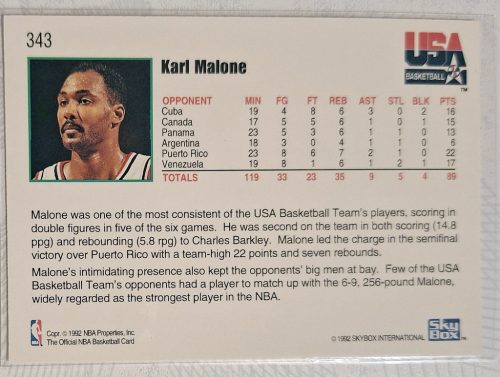 343
USA
BASKETBALL
TM
Karl Malone
OPPONENT MIN FG FT REB AST STL BLK PTS
Cuba 19 4 8 6 3 0 2 16
Canada 17 5 5 6 1 0 1 15
Panama 23 5 3 6 1 1 0 13
Argentina 18 3 0 4 1 1 0 6
Puerto Rico 23 8 6 7 2 1 0 22
Venezuela 19 8 1 6 1 2 1 17
TOTALS 119 33 23 35 9 5 4 89
Malone was one of the most consistent of the USA Basketball Team's players, scoring in
double figures in five of the six games. He was second on the team in both scoring (14.8
ppg) and rebounding (5.8 rpg) to Charles Barkley. Malone led the charge in the semifinal
victory over Puerto Rico with a team-high 22 points and seven rebounds.
Malone's intimidating presence also kept the opponents' big men at bay. Few of the USA
Basketball Team's opponents had a player to match up with the 6-9, 256-pound Malone,
widely regarded as the strongest player in the NBA.
Copr. © 1992 NBA Properties, Inc.
The Official NBA Basketball Card
© 1992 SKYBOX INTERNATIONAL
Sky
Box
TM